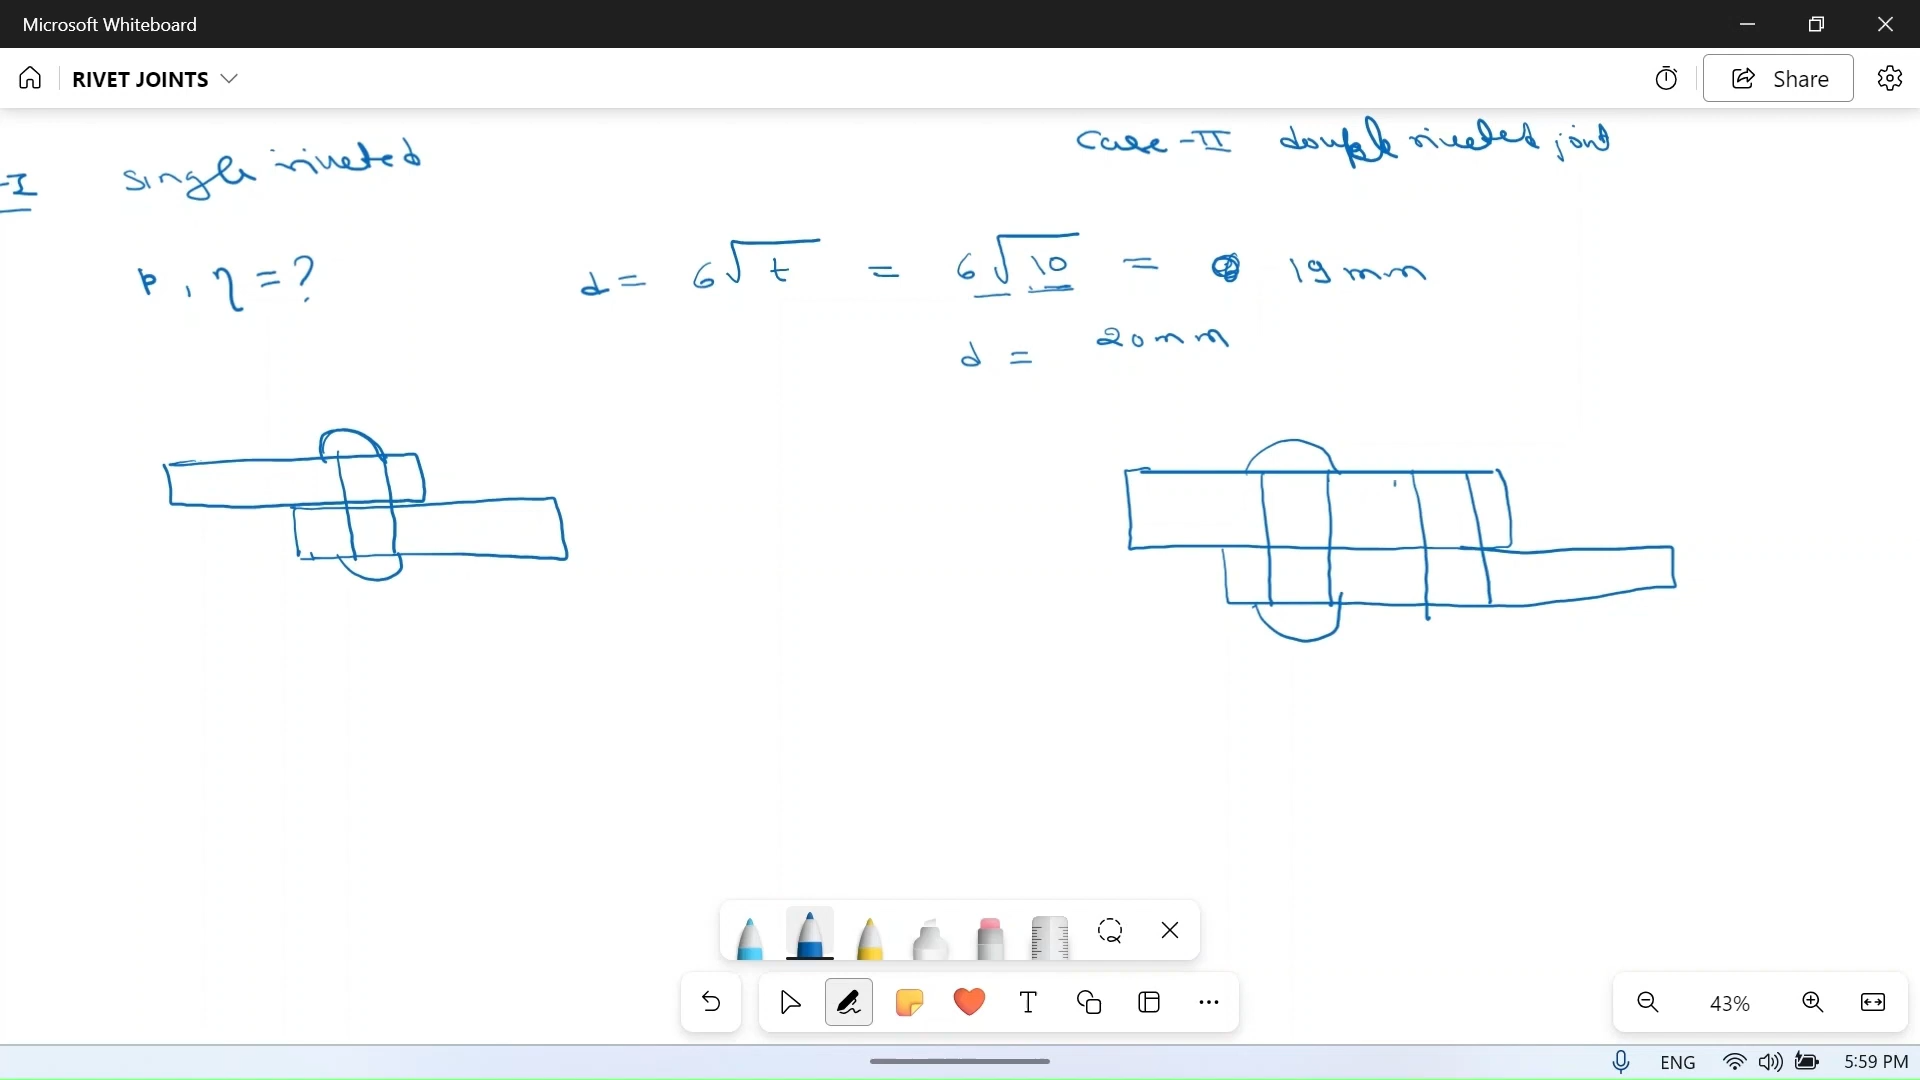 Microsoft Whiteboard
RIVET JOINTS
Share
-I single riveted
Case-II double riveted joint
p, η = ?
d = 6√t = 6√10 = 19 mm
d = 20 mm
T
43%
ENG
5:59 PM